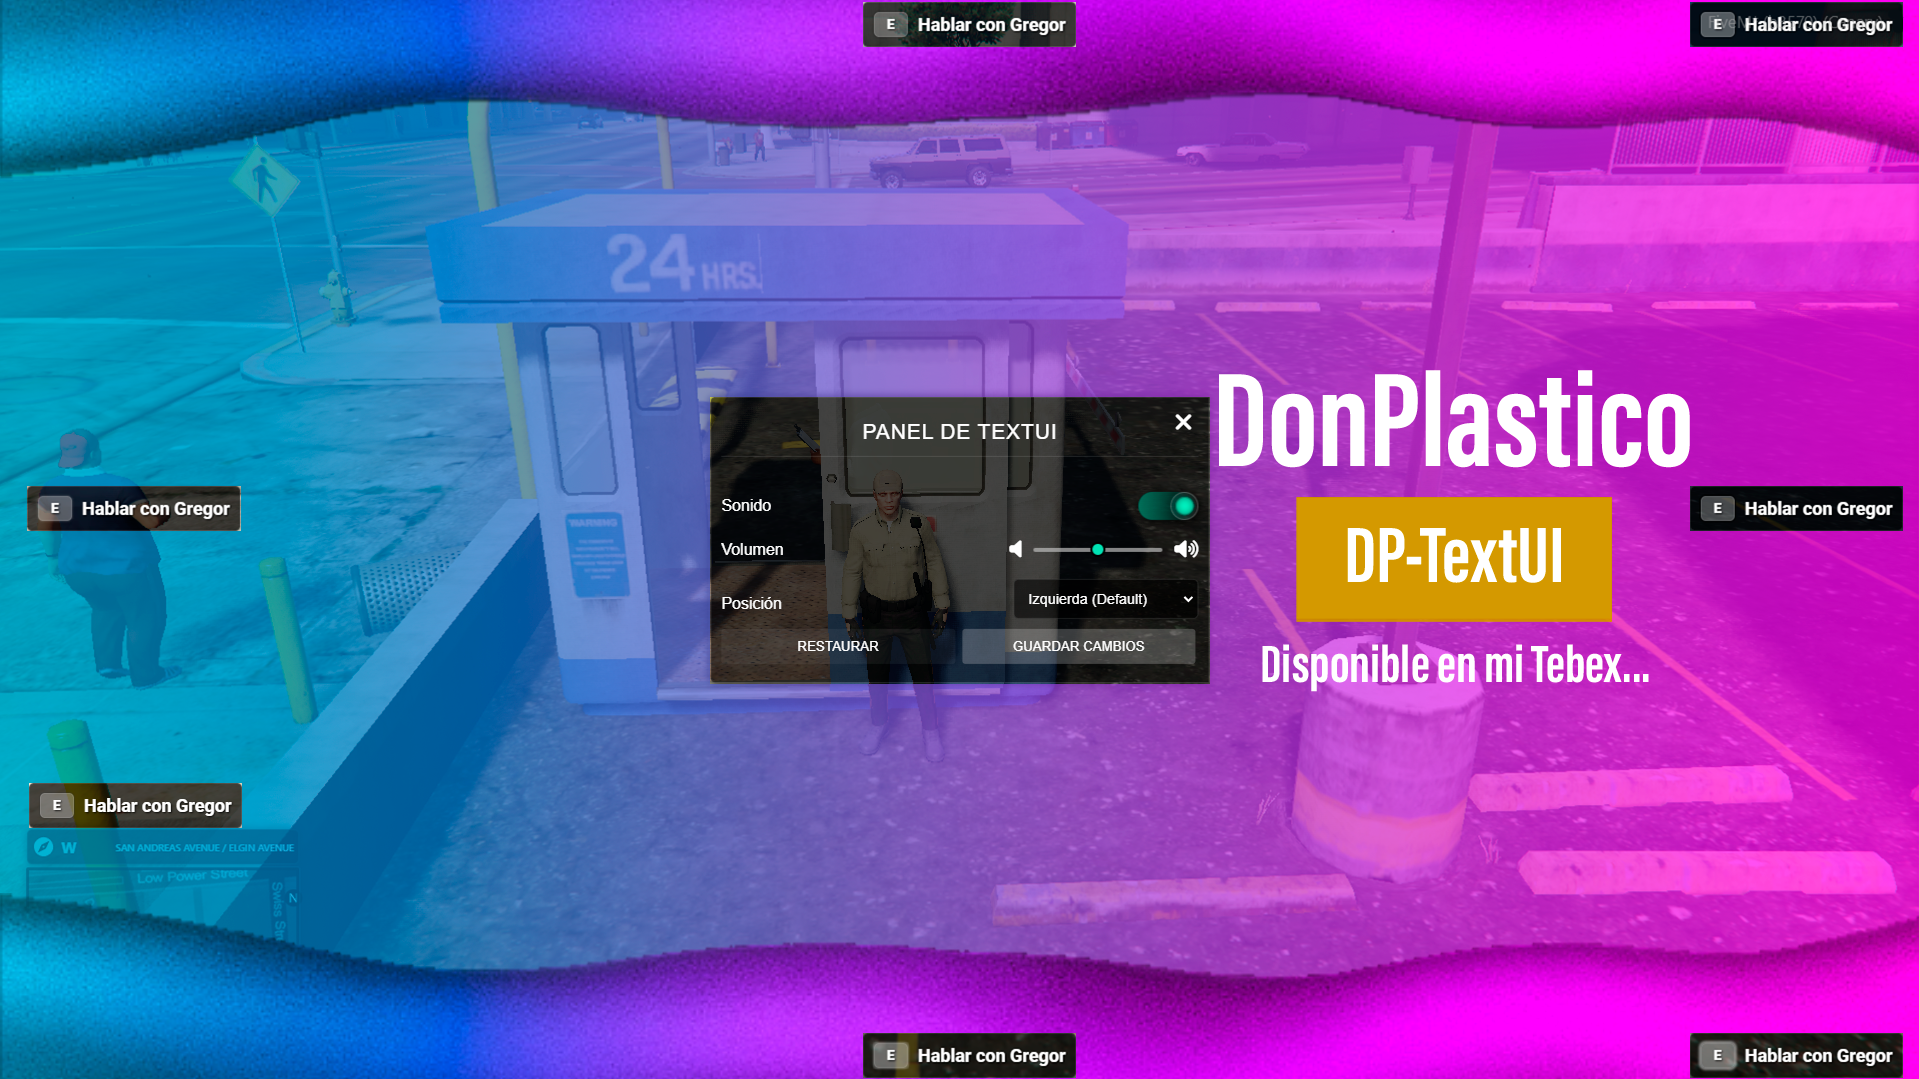 E Hablar con Gregor
E Hablar con Gregor
24 HRS.
PANEL DE TEXTUI
Sonido
Volumen
Posición
Izquierda (Default)
RESTAURAR
GUARDAR CAMBIOS
DonPlastico
DP-TextUI
Disponible en mi Tebex...
E Hablar con Gregor
E Hablar con Gregor
WARNING
E Hablar con Gregor
W
SAN ANDREAS AVENUE / ELGIN AVENUE
Low Power Street
N
E Hablar con Gregor
E Hablar con Gregor